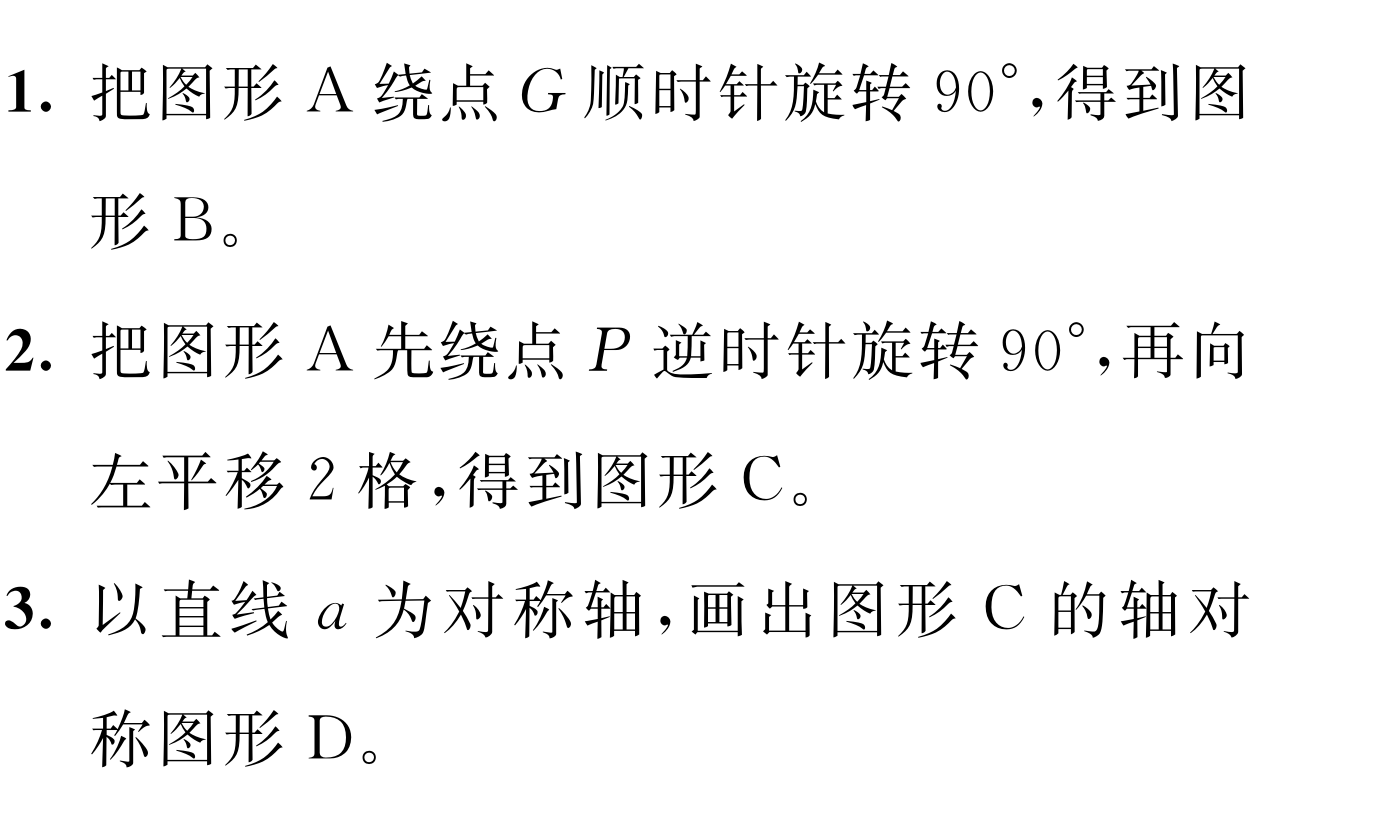 1. 把图形 A 绕点 G 顺时针旋转 90°,得到图
形 B。
2. 把图形 A 先绕点 P 逆时针旋转 90°,再向
左平移 2 格,得到图形 C。
3. 以直线 a 为对称轴,画出图形 C 的轴对
称图形 D。